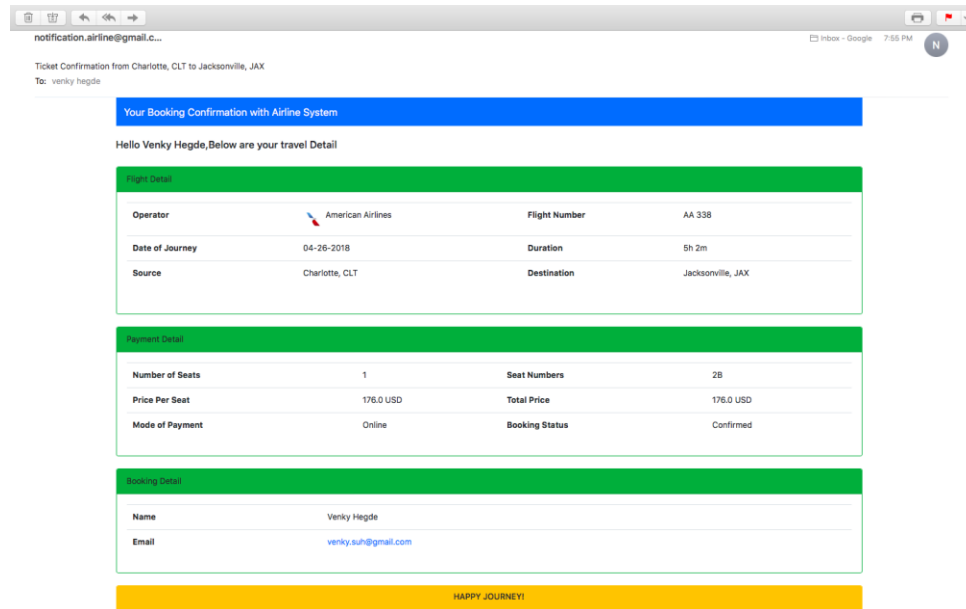 notification.airline@gmail.c...
Inbox - Google 7:55 PM
N
Ticket Confirmation from Charlotte, CLT to Jacksonville, JAX
To: venky hegde
Your Booking Confirmation with Airline System
Hello Venky Hegde,Below are your travel Detail
Flight Detail
Operator American Airlines Flight Number AA 338
Date of Journey 04-26-2018 Duration 5h 2m
Source Charlotte, CLT Destination Jacksonville, JAX
Payment Detail
Number of Seats 1 Seat Numbers 2B
Price Per Seat 176.0 USD Total Price 176.0 USD
Mode of Payment Online Booking Status Confirmed
Booking Detail
Name Venky Hegde
Email venky.suh@gmail.com
HAPPY JOURNEY!